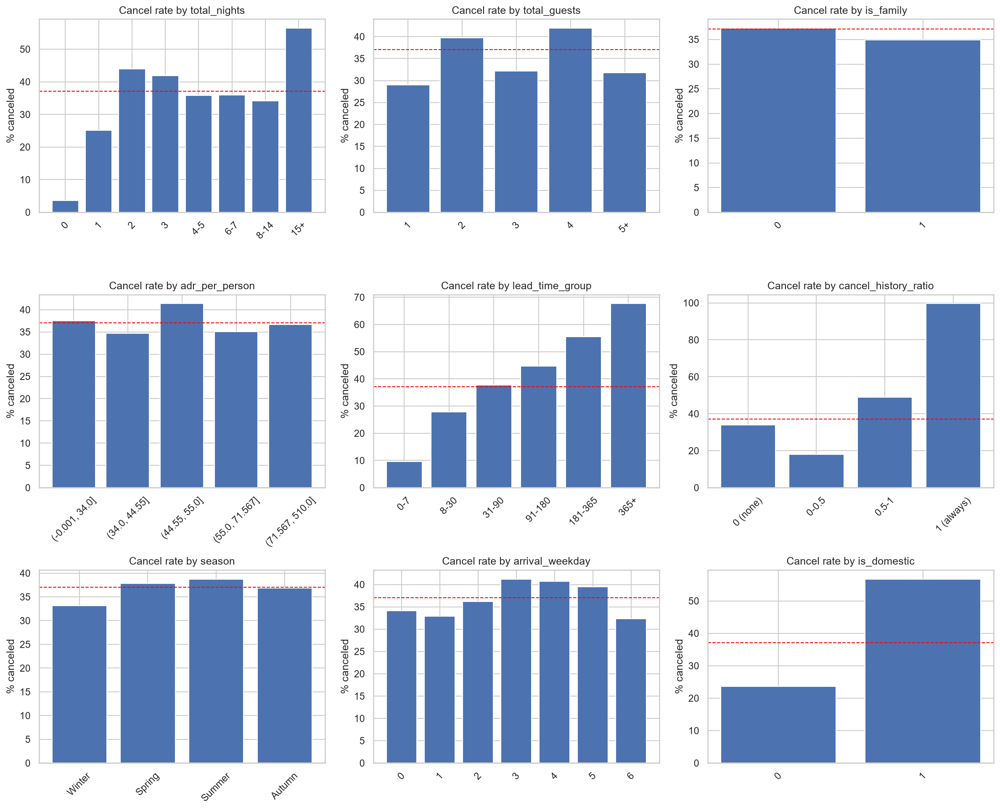 Cancel rate by total_nights
% canceled
50
40
30
20
10
0
0 1 2 3 4-5 6-7 8-14 15+
Cancel rate by total_guests
% canceled
40
35
30
25
20
15
10
5
0
1 2 3 4 5+
Cancel rate by is_family
% canceled
35
30
25
20
15
10
5
0
0 1
Cancel rate by adr_per_person
% canceled
40
35
30
25
20
15
10
5
0
(-0.001, 34.0] (34.0, 44.55] (44.55, 55.0] (55.0, 71.567] (71.567, 510.0]
Cancel rate by lead_time_group
% canceled
70
60
50
40
30
20
10
0
0-7 8-30 31-90 91-180 181-365 365+
Cancel rate by cancel_history_ratio
% canceled
100
80
60
40
20
0
0 (none) 0-0.5 0.5-1 1 (always)
Cancel rate by season
% canceled
40
35
30
25
20
15
10
5
0
Winter Spring Summer Autumn
Cancel rate by arrival_weekday
% canceled
40
35
30
25
20
15
10
5
0
0 1 2 3 4 5 6
Cancel rate by is_domestic
% canceled
50
40
30
20
10
0
0 1